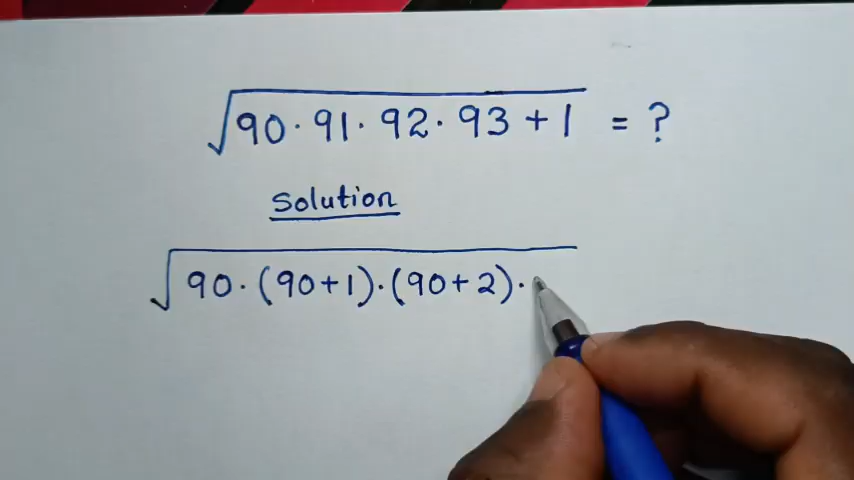 √90·91·92·93+1 = ?
Solution
√90·(90+1)·(90+2)·